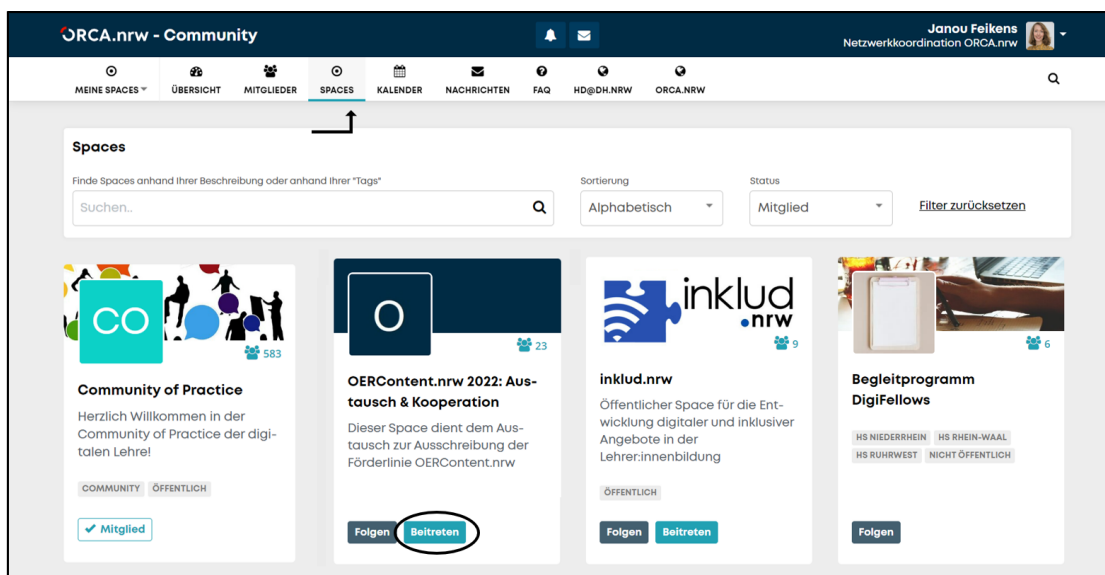 ORCA.nrw - Community
Janou Feikens
Netzwerkkoordination ORCA.nrw
MEINE SPACES
ÜBERSICHT
MITGLIEDER
SPACES
KALENDER
NACHRICHTEN
FAQ
HD@DH.NRW
ORCA.NRW
Spaces
Finde Spaces anhand Ihrer Beschreibung oder anhand Ihrer "Tags"
Suchen..
Sortierung
Alphabetisch
Status
Mitglied
Filter zurücksetzen
CO
583
Community of Practice
Herzlich Willkommen in der
Community of Practice der digi-
talen Lehre!
COMMUNITY ÖFFENTLICH
Mitglied
O
23
OERContent.nrw 2022: Aus-
tausch & Kooperation
Dieser Space dient dem Aus-
tausch zur Ausschreibung der
Förderlinie OERContent.nrw
Folgen Beitreten
inklud
.nrw
9
inklud.nrw
Öffentlicher Space für die Ent-
wicklung digitaler und inklusiver
Angebote in der
Lehrer:innenbildung
ÖFFENTLICH
Folgen Beitreten
6
Begleitprogramm
DigiFellows
HS NIEDERRHEIN HS RHEIN-WAAL
HS RUHRWEST NICHT ÖFFENTLICH
Folgen